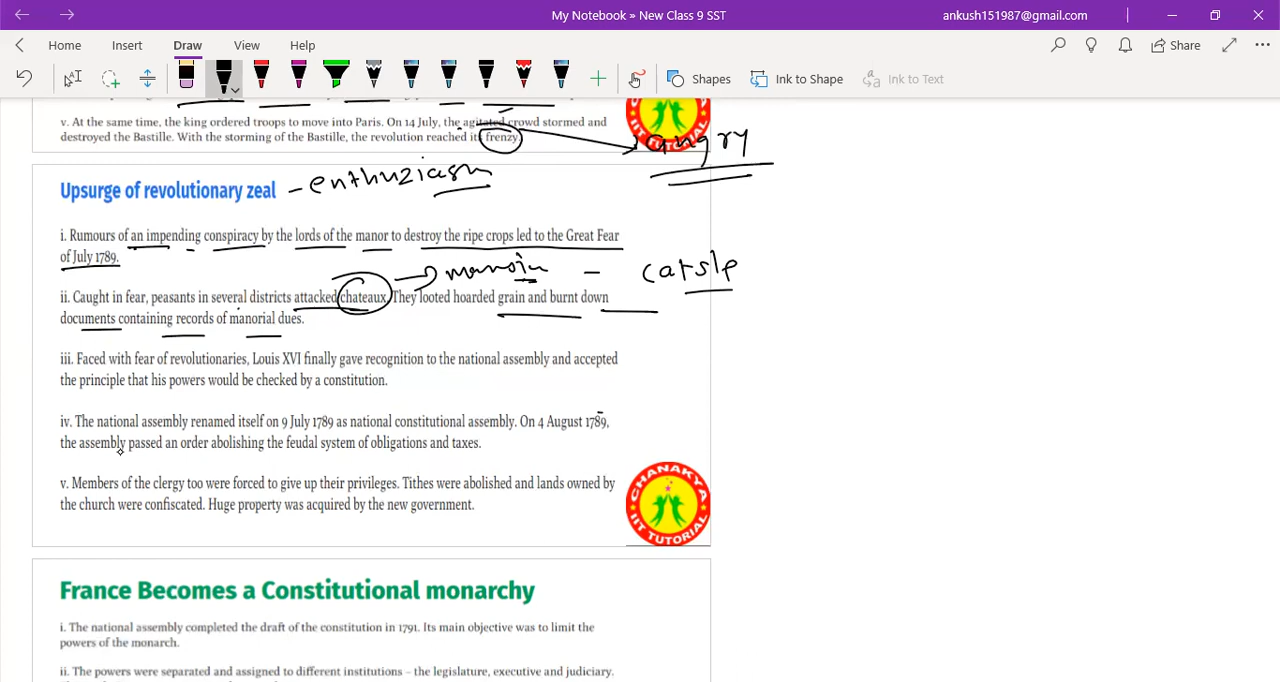 My Notebook » New Class 9 SST
ankush151987@gmail.com
Home Insert Draw View Help
Share
Shapes
Ink to Shape
Ink to Text
v. At the same time, the king ordered troops to move into Paris. On 14 July, the agitated crowd stormed and
destroyed the Bastille. With the storming of the Bastille, the revolution reached its frenzy.
angry
Upsurge of revolutionary zeal
- enthuziasm
i. Rumours of an impending conspiracy by the lords of the manor to destroy the ripe crops led to the Great Fear
of July 1789.
manoin - catsle
ii. Caught in fear, peasants in several districts attacked chateaux. They looted hoarded grain and burnt down
documents containing records of manorial dues.
iii. Faced with fear of revolutionaries, Louis XVI finally gave recognition to the national assembly and accepted
the principle that his powers would be checked by a constitution.
iv. The national assembly renamed itself on 9 July 1789 as national constitutional assembly. On 4 August 1789,
the assembly passed an order abolishing the feudal system of obligations and taxes.
v. Members of the clergy too were forced to give up their privileges. Tithes were abolished and lands owned by
the church were confiscated. Huge property was acquired by the new government.
CHANAKYA
IIT TUTORIAL
France Becomes a Constitutional monarchy
i. The national assembly completed the draft of the constitution in 1791. Its main objective was to limit the
powers of the monarch.
ii. The powers were separated and assigned to different institutions – the legislature, executive and judiciary.